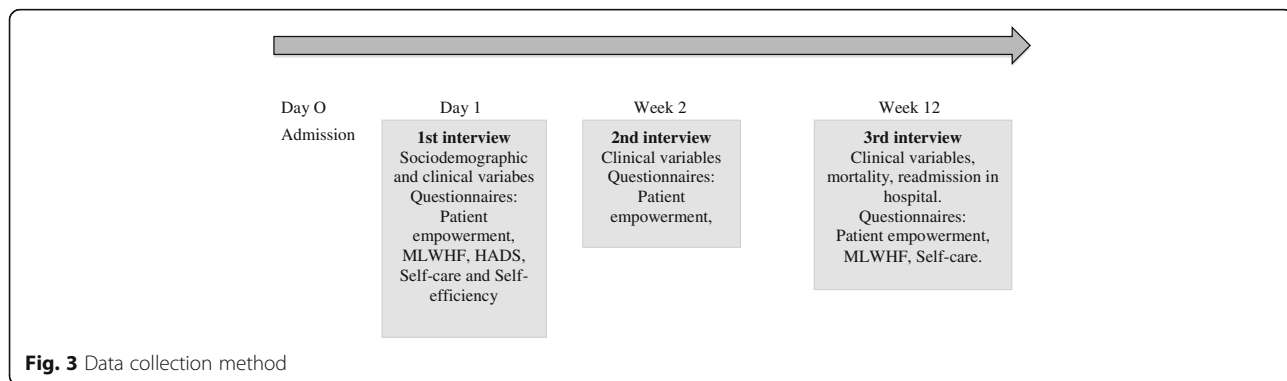 Day O
Admission
Day 1
1st interview
Sociodemographic
and clinical variabes
Questionnaires:
Patient
empowerment,
MLWHF, HADS,
Self-care and Self-
efficiency
Week 2
2nd interview
Clinical variables
Questionnaires:
Patient
empowerment,
Week 12
3rd interview
Clinical variables,
mortality, readmission in
hospital.
Questionnaires:
Patient empowerment,
MLWHF, Self-care.
Fig. 3 Data collection method